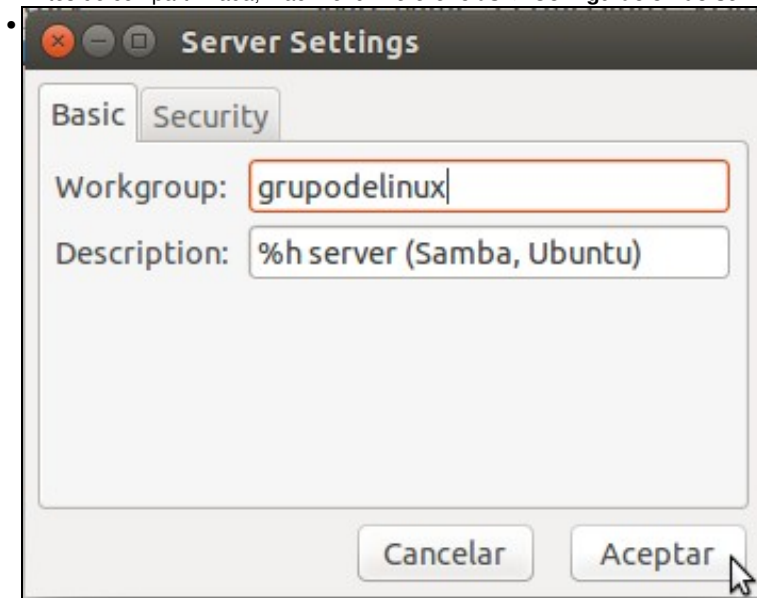 Server Settings
Basic Security
Workgroup: grupodelinux
Description: %h server (Samba, Ubuntu)
Cancelar Aceptar